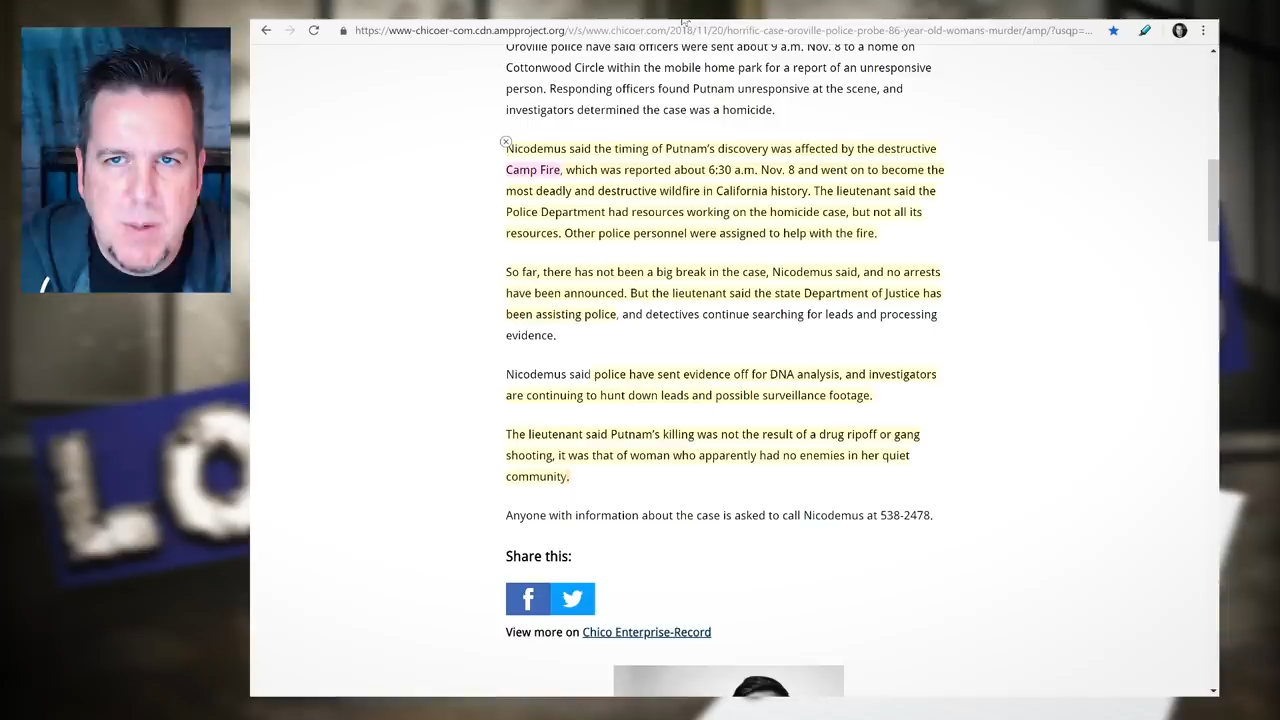 https://www-chicoer-com.cdn.ampproject.org/v/s/www.chicoer.com/2018/11/20/horrific-case-oroville-police-probe-86-year-old-womans-murder/amp/?usqp=...
Oroville police have said officers were sent about 9 a.m. Nov. 8 to a home on
Cottonwood Circle within the mobile home park for a report of an unresponsive
person. Responding officers found Putnam unresponsive at the scene, and
investigators determined the case was a homicide.
Nicodemus said the timing of Putnam’s discovery was affected by the destructive
Camp Fire, which was reported about 6:30 a.m. Nov. 8 and went on to become the
most deadly and destructive wildfire in California history. The lieutenant said the
Police Department had resources working on the homicide case, but not all its
resources. Other police personnel were assigned to help with the fire.
So far, there has not been a big break in the case, Nicodemus said, and no arrests
have been announced. But the lieutenant said the state Department of Justice has
been assisting police, and detectives continue searching for leads and processing
evidence.
Nicodemus said police have sent evidence off for DNA analysis, and investigators
are continuing to hunt down leads and possible surveillance footage.
The lieutenant said Putnam’s killing was not the result of a drug ripoff or gang
shooting, it was that of woman who apparently had no enemies in her quiet
community.
Anyone with information about the case is asked to call Nicodemus at 538-2478.
Share this:
View more on Chico Enterprise-Record
LO